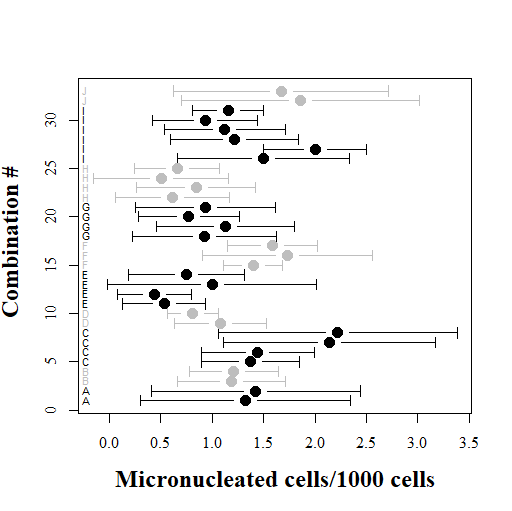 Combination #
30
25
20
15
10
5
0
J
J
I
I
I
I
I
I
H
H
H
H
G
G
G
G
F
F
F
E
E
E
E
D
D
C
C
C
C
B
B
A
A
0.0 0.5 1.0 1.5 2.0 2.5 3.0 3.5
Micronucleated cells/1000 cells